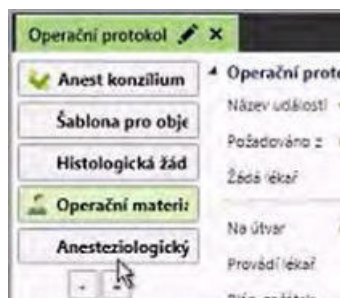 Operační protokol
Anest konzilium
Šablona pro obje
Histologická žád
Operační materiá
Anesteziologický
Operační proto
Název události
Požadováno z
Žádá lékař
Na útvar
Provádí lékař